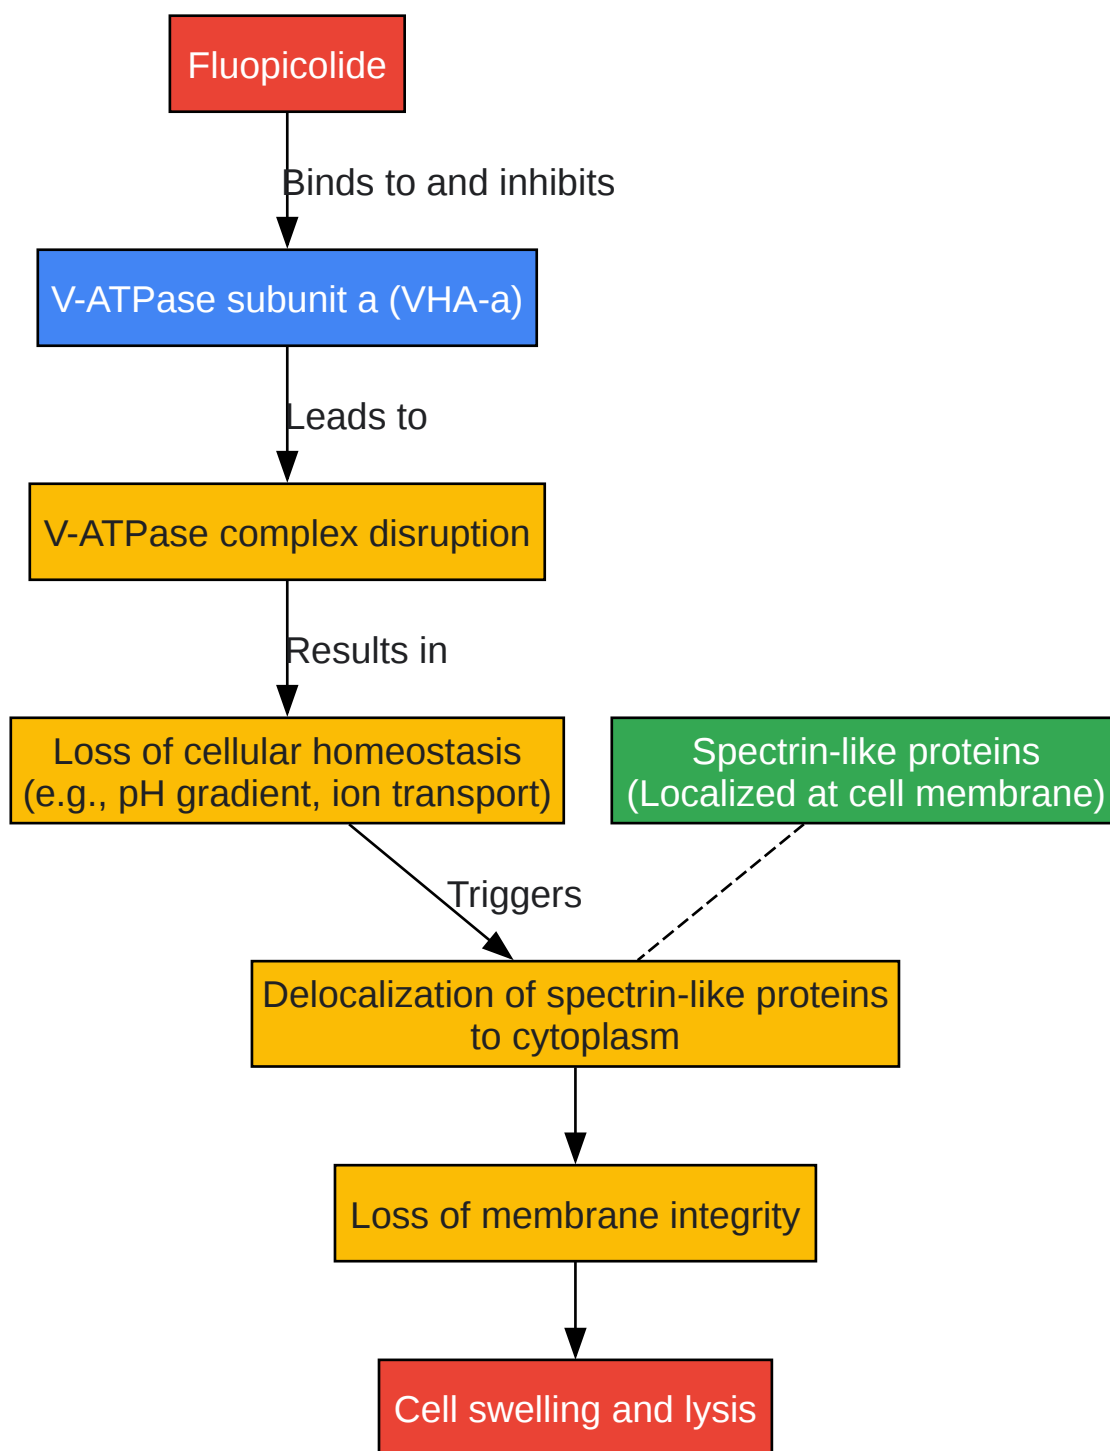 Fluopicolide
Binds to and inhibits
V-ATPase subunit a (VHA-a)
Leads to
V-ATPase complex disruption
Results in
Loss of cellular homeostasis
(e.g., pH gradient, ion transport)
Spectrin-like proteins
(Localized at cell membrane)
Triggers
Delocalization of spectrin-like proteins
to cytoplasm
Loss of membrane integrity
Cell swelling and lysis